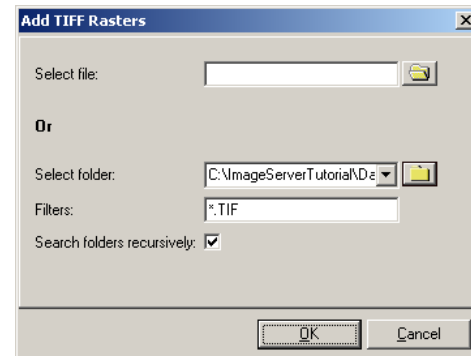 Add TIFF Rasters
Select file:
Or
Select folder: C:\ImageServerTutorial\Da
Filters: *.TIF
Search folders recursively:
OK Cancel